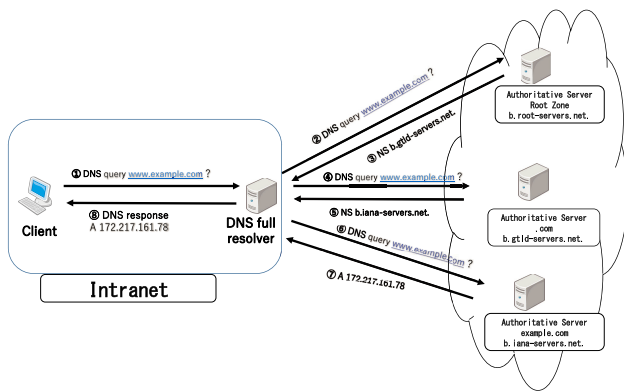 ① DNS query www.example.com ?
⑧ DNS response
A 172.217.161.78
Client
DNS full
resolver
Intranet
② DNS query www.example.com ?
③ NS b.gtld-servers.net.
④ DNS query www.example.com ?
⑤ NS b.iana-servers.net.
⑥ DNS query www.example.com ?
⑦ A 172.217.161.78
Authoritative Server
Root Zone
b.root-servers.net.
Authoritative Server
.com
b.gtld-servers.net.
Authoritative Server
example.com
b.iana-servers.net.